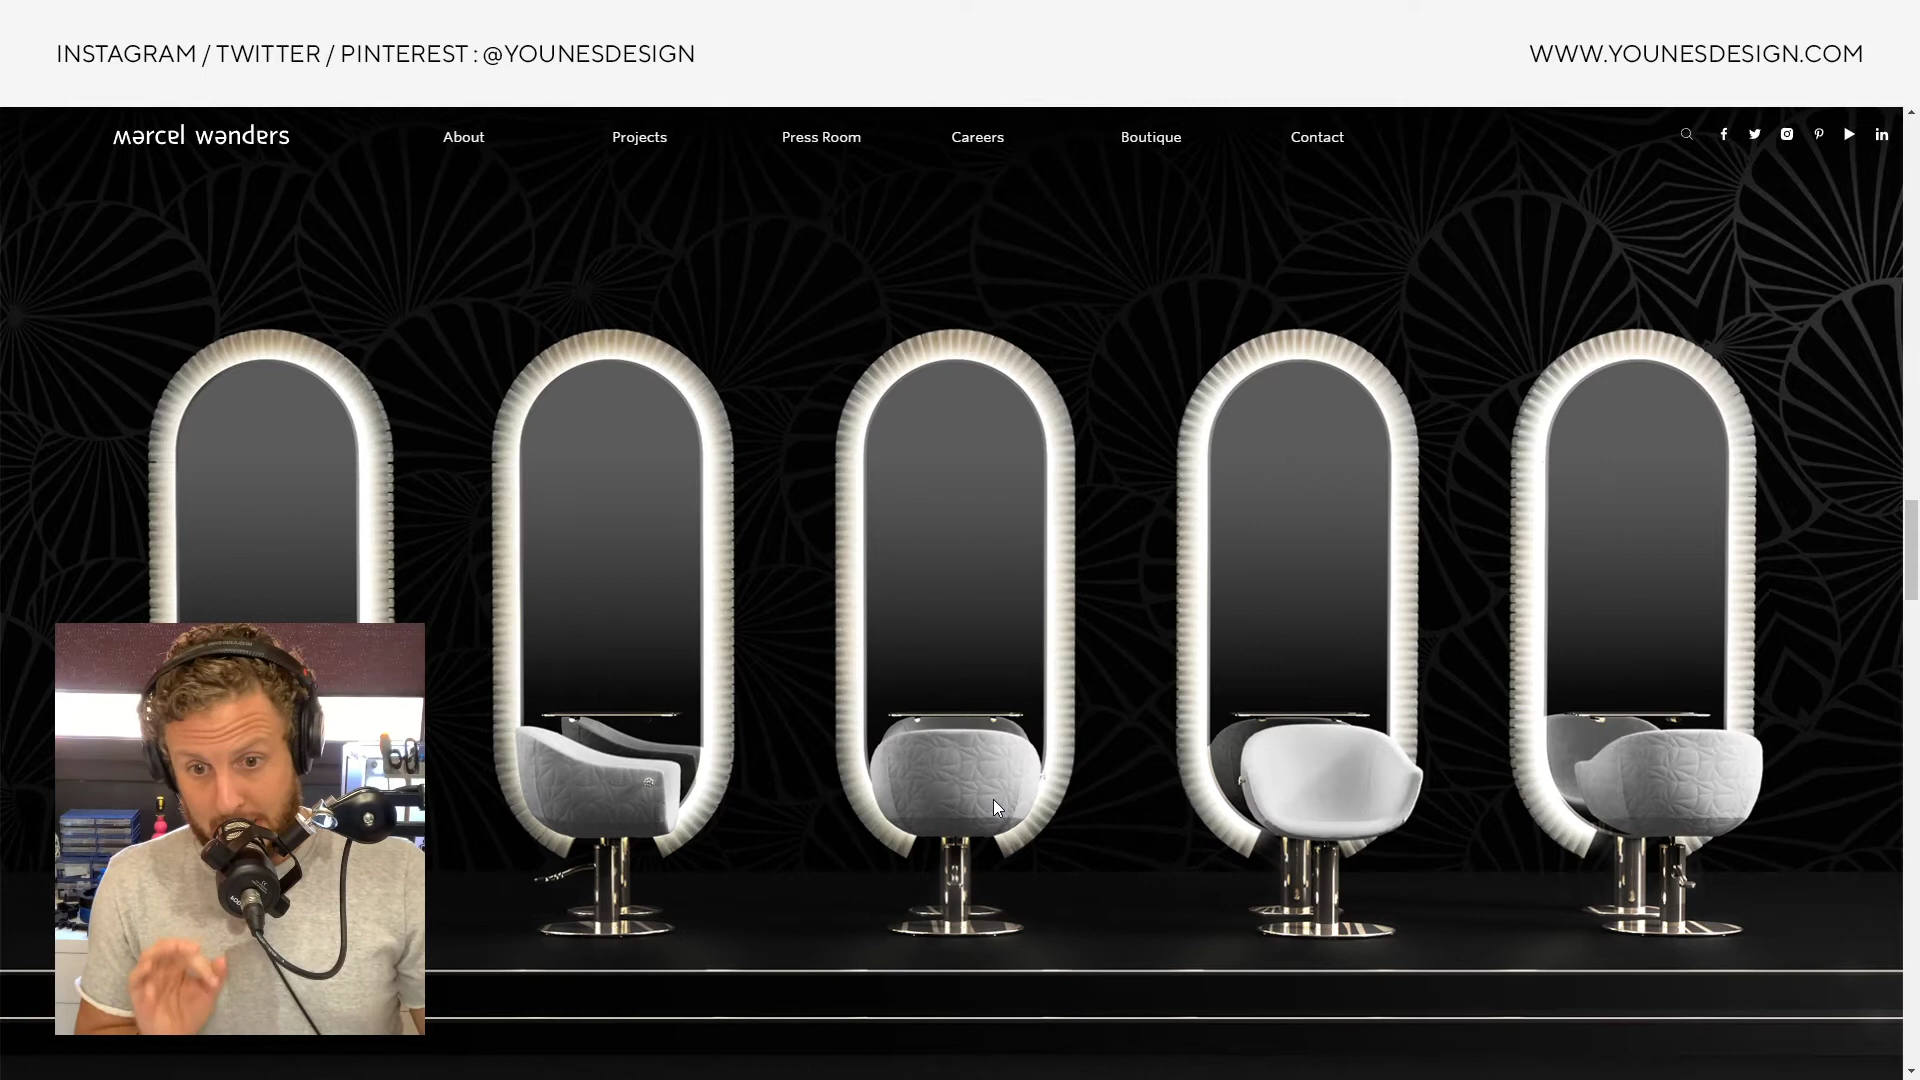 INSTAGRAM / TWITTER / PINTEREST : @YOUNESDESIGN
WWW.YOUNESDESIGN.COM
marcel wanders
About
Projects
Press Room
Careers
Boutique
Contact